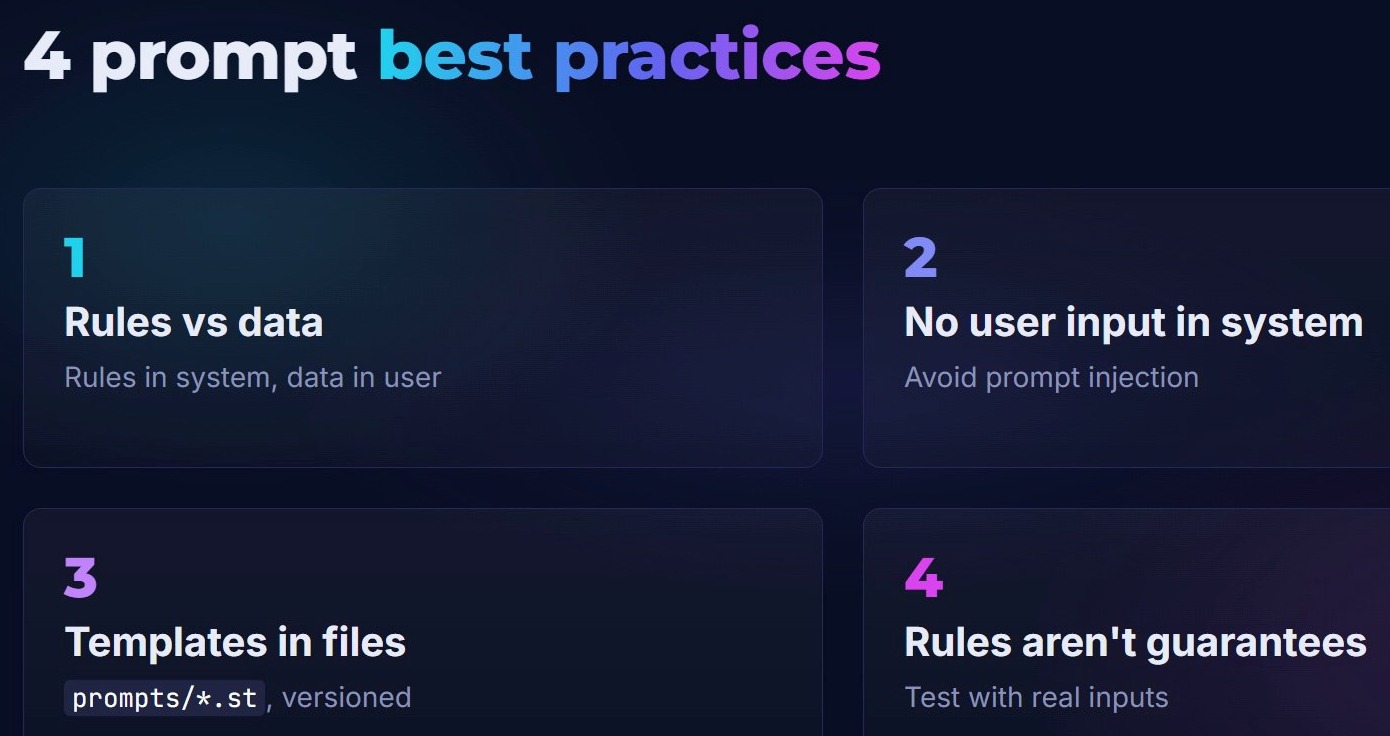 4 prompt best practices
1
Rules vs data
Rules in system, data in user
2
No user input in system
Avoid prompt injection
3
Templates in files
prompts/*.st, versioned
4
Rules aren't guarantees
Test with real inputs